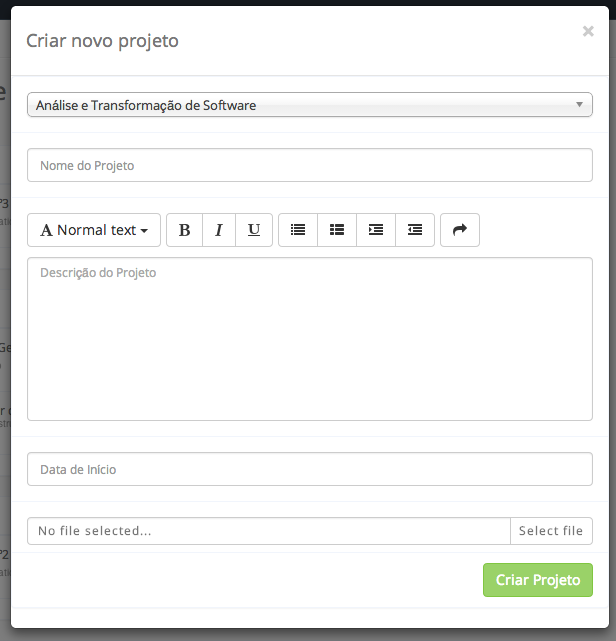 Criar novo projeto
×
Análise e Transformação de Software
Nome do Projeto
A Normal text B I U
Descrição do Projeto
Data de Início
No file selected... Select file
Criar Projeto